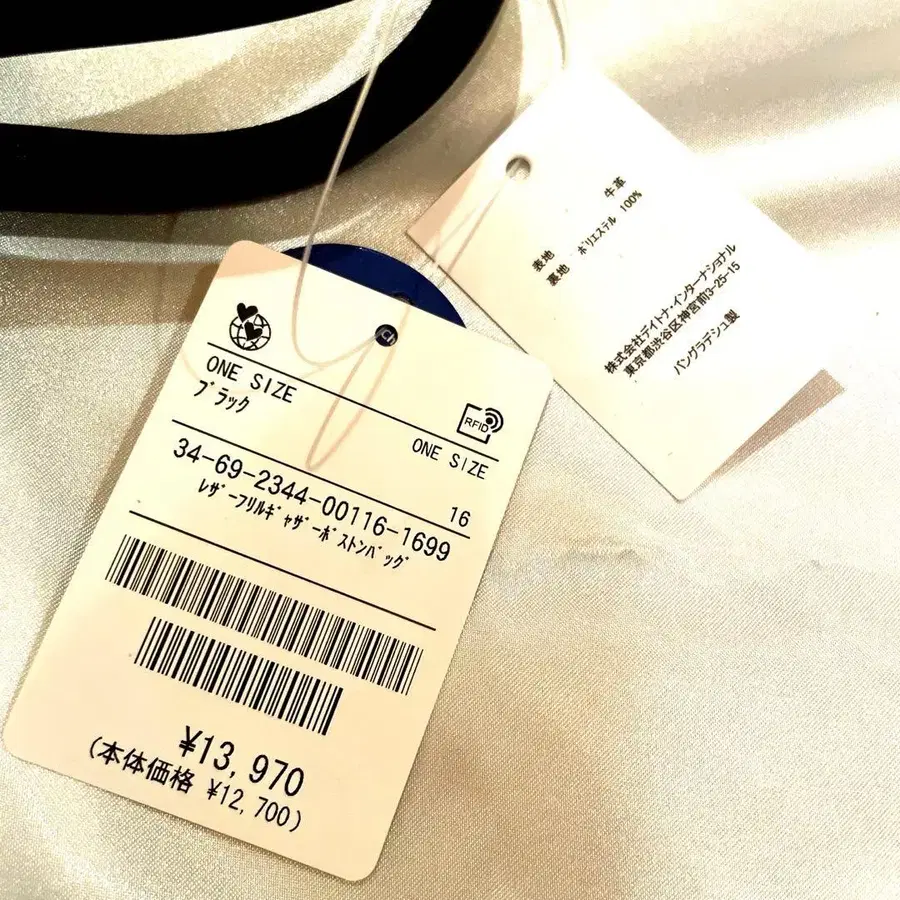 ONE SIZE
ブラック
RFID
ONE SIZE
16
34-69-2344-00116-1699
レザーフリルギャザーボストンバッグ
¥13,970
(本体価格 ¥12,700)
表地 牛革
裏地 ポリエステル 100%
株式会社デイトナ・インターナショナル
東京都渋谷区神宮前3-25-15
バングラデシュ製